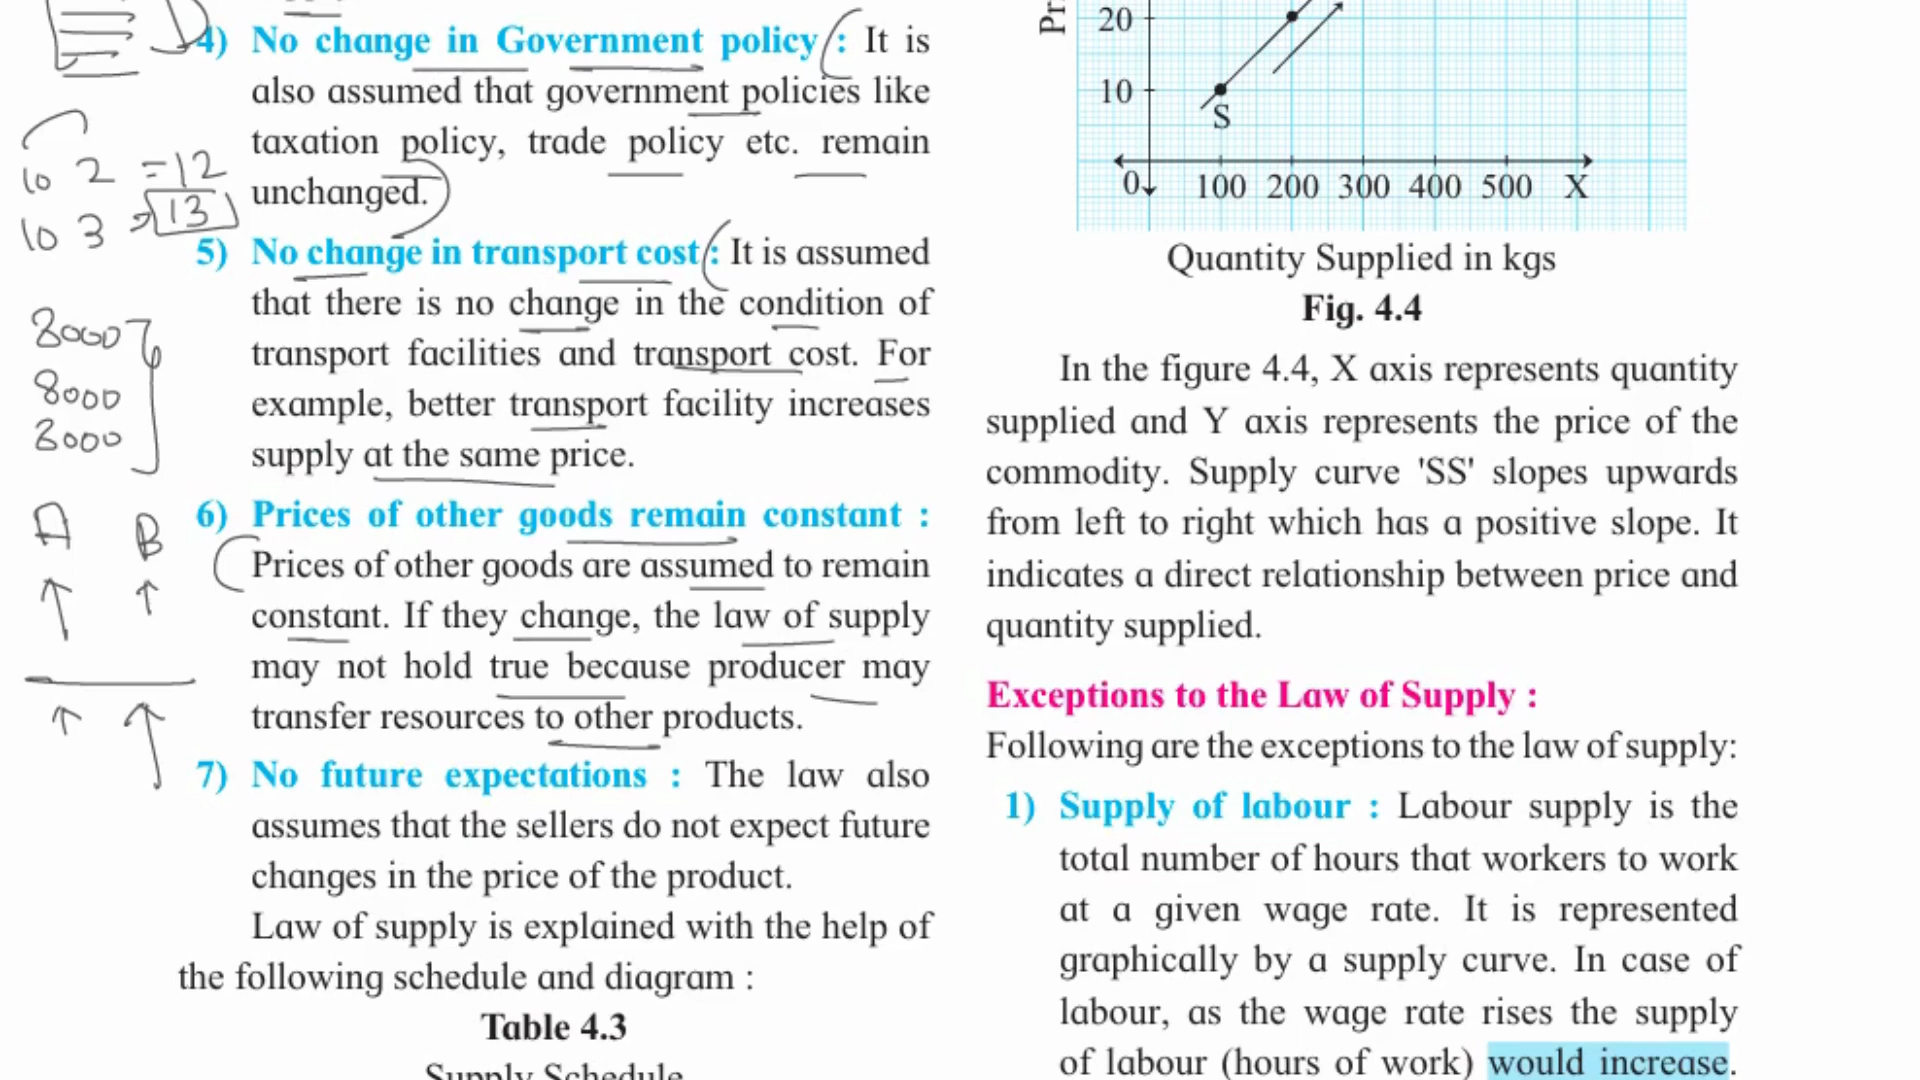 4) No change in Government policy : It is
also assumed that government policies like
taxation policy, trade policy etc. remain
unchanged.
10 2 =12
10 3 → 13
5) No change in transport cost : It is assumed
that there is no change in the condition of
transport facilities and transport cost. For
example, better transport facility increases
supply at the same price.
8000
8000
8000
A B
6) Prices of other goods remain constant :
Prices of other goods are assumed to remain
constant. If they change, the law of supply
may not hold true because producer may
transfer resources to other products.
7) No future expectations : The law also
assumes that the sellers do not expect future
changes in the price of the product.
Law of supply is explained with the help of
the following schedule and diagram :
Table 4.3
Supply Schedule
20
10
S
0 100 200 300 400 500 X
Quantity Supplied in kgs
Fig. 4.4
In the figure 4.4, X axis represents quantity
supplied and Y axis represents the price of the
commodity. Supply curve 'SS' slopes upwards
from left to right which has a positive slope. It
indicates a direct relationship between price and
quantity supplied.
Exceptions to the Law of Supply :
Following are the exceptions to the law of supply:
1) Supply of labour : Labour supply is the
total number of hours that workers to work
at a given wage rate. It is represented
graphically by a supply curve. In case of
labour, as the wage rate rises the supply
of labour (hours of work) would increase.